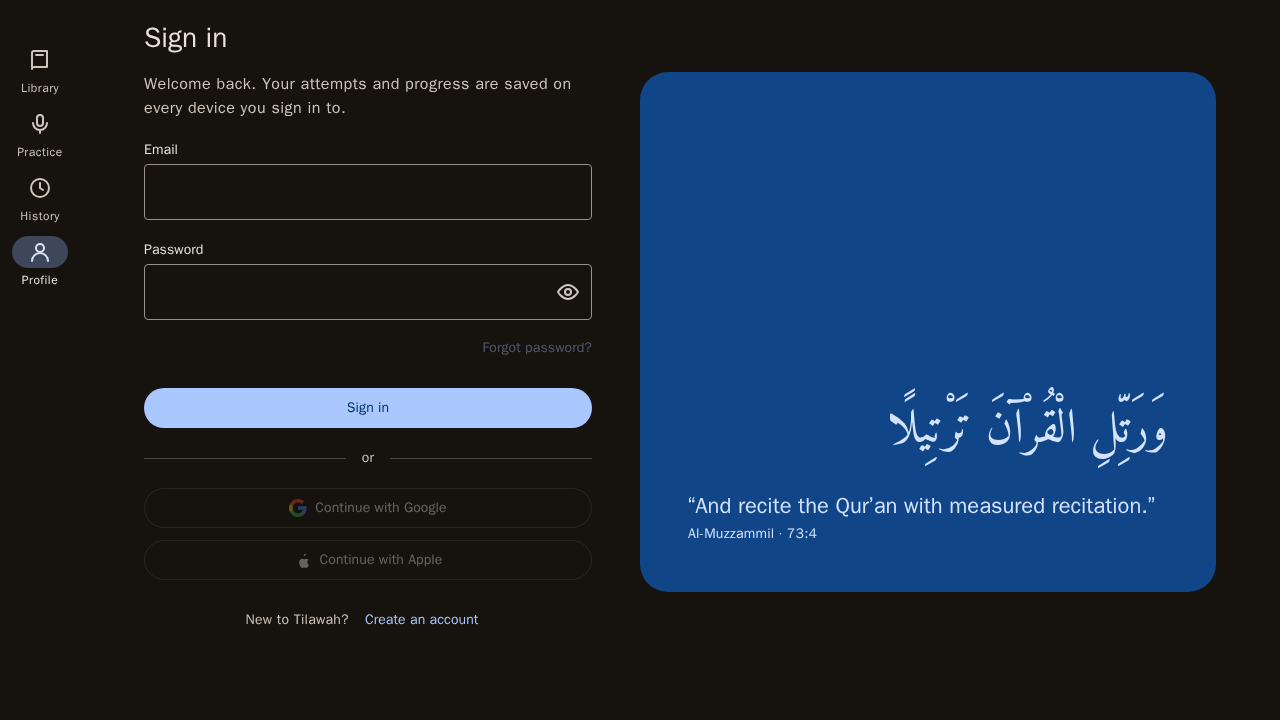 Library
Practice
History
Profile
Sign in
Welcome back. Your attempts and progress are saved on
every device you sign in to.
Email
Password
Forgot password?
Sign in
or
Continue with Google
Continue with Apple
New to Tilawah? Create an account
وَرَتِّلِ الْقُرْآنَ تَرْتِيلًا
“And recite the Qur’an with measured recitation.”
Al-Muzzammil · 73:4